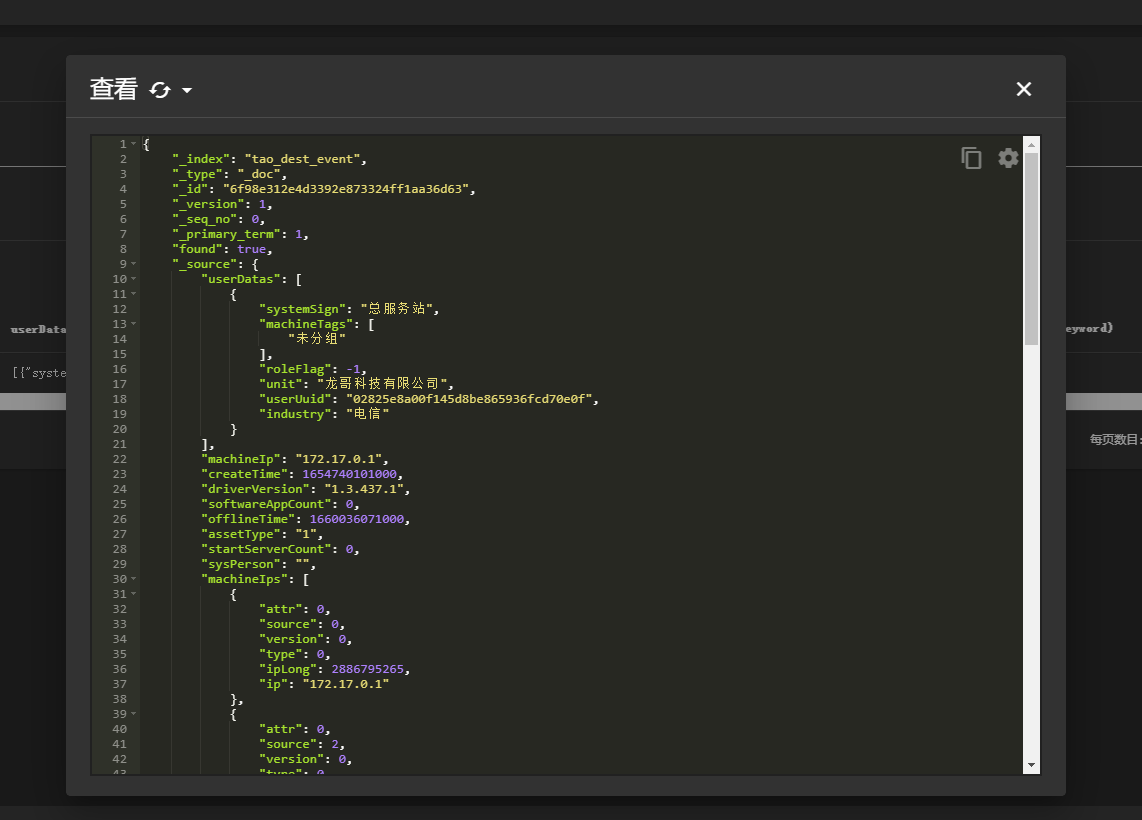 查看
1 {
2 "_index": "tao_dest_event",
3 "_type": "_doc",
4 "_id": "6f98e312e4d3392e873324ff1aa36d63",
5 "_version": 1,
6 "_seq_no": 0,
7 "_primary_term": 1,
8 "found": true,
9 "_source": {
10 "userDatas": [
11 {
12 "systemSign": "总服务站",
13 "machineTags": [
14 "未分组"
15 ],
16 "roleFlag": -1,
17 "unit": "龙哥科技有限公司",
18 "userUuid": "02825e8a00f145d8be865936fcd70e0f",
19 "industry": "电信"
20 }
21 ],
22 "machineIp": "172.17.0.1",
23 "createTime": 1654740101000,
24 "driverVersion": "1.3.437.1",
25 "softwareAppCount": 0,
26 "offlineTime": 1660036071000,
27 "assetType": "1",
28 "startServerCount": 0,
29 "sysPerson": "",
30 "machineIps": [
31 {
32 "attr": 0,
33 "source": 0,
34 "version": 0,
35 "type": 0,
36 "ipLong": 2886795265,
37 "ip": "172.17.0.1"
38 },
39 {
40 "attr": 0,
41 "source": 2,
42 "version": 0,
43 "type": 0
userData
[{"syste
eyword)
每页数目: